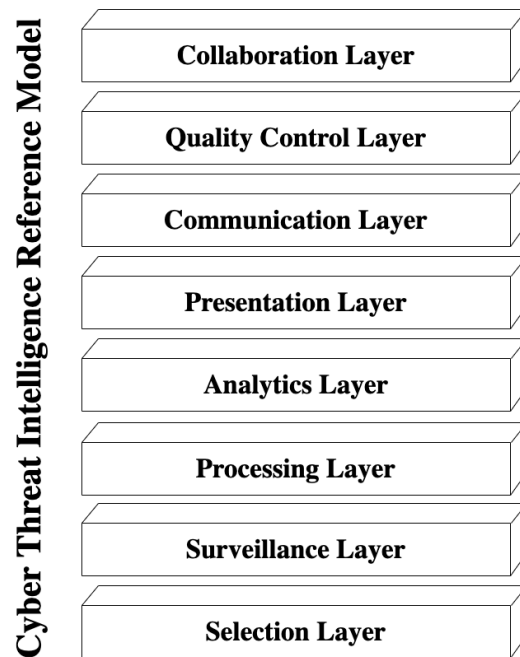 Cyber Threat Intelligence Reference Model
Collaboration Layer
Quality Control Layer
Communication Layer
Presentation Layer
Analytics Layer
Processing Layer
Surveillance Layer
Selection Layer